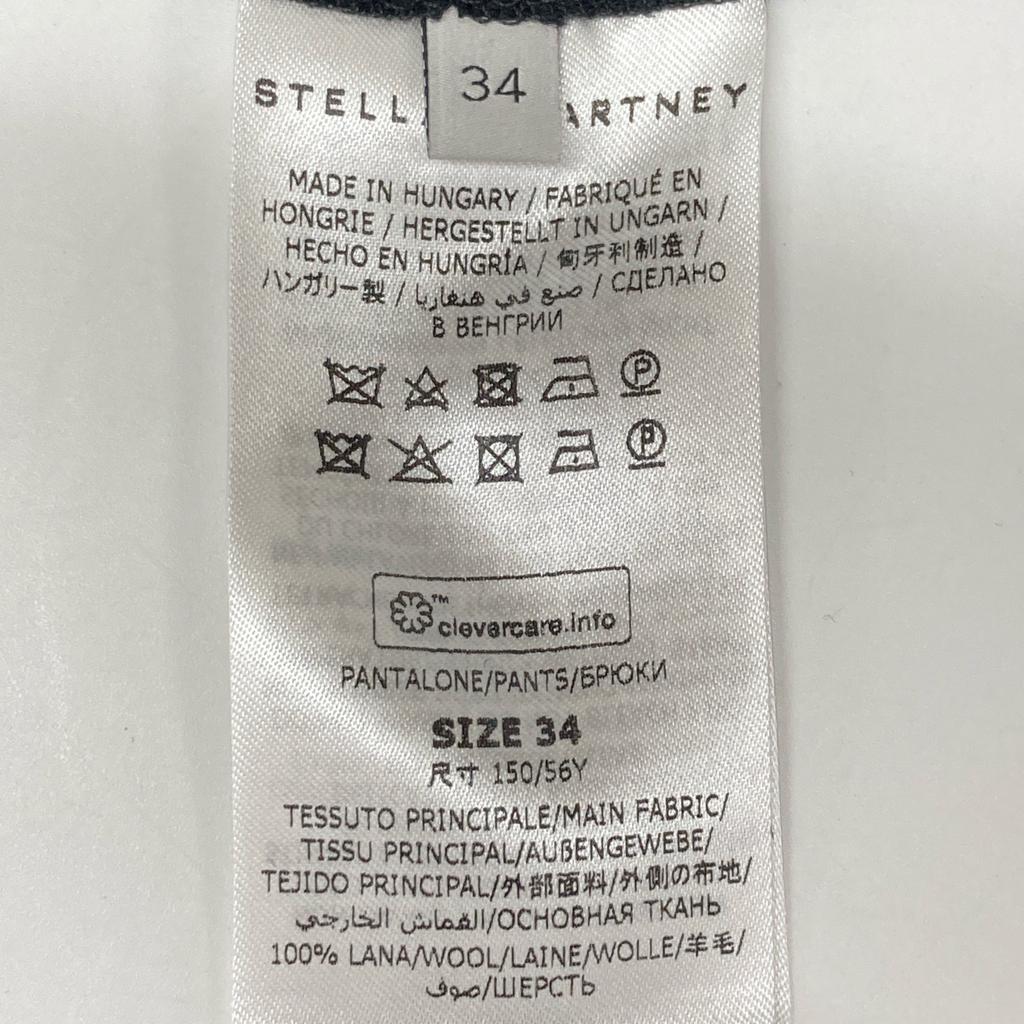 34
STELL ARTNEY
MADE IN HUNGARY / FABRIQUÉ EN
HONGRIE / HERGESTELLT IN UNGARN /
HECHO EN HUNGRÍA / 匈牙利制造 /
ハンガリー製 / صنع في هنغاريا / СДЕЛАНО
В ВЕНГРИИ
P
P
™
clevercare.info
PANTALONE/PANTS/БРЮКИ
SIZE 34
尺寸 150/56Y
TESSUTO PRINCIPALE/MAIN FABRIC/
TISSU PRINCIPAL/AUßENGEWEBE/
TEJIDO PRINCIPAL/外部面料/外側の布地/
القماش الخارجي/ОСНОВНАЯ ТКАНЬ
100% LANA/WOOL/LAINE/WOLLE/羊毛/
صوف/ШЕРСТЬ